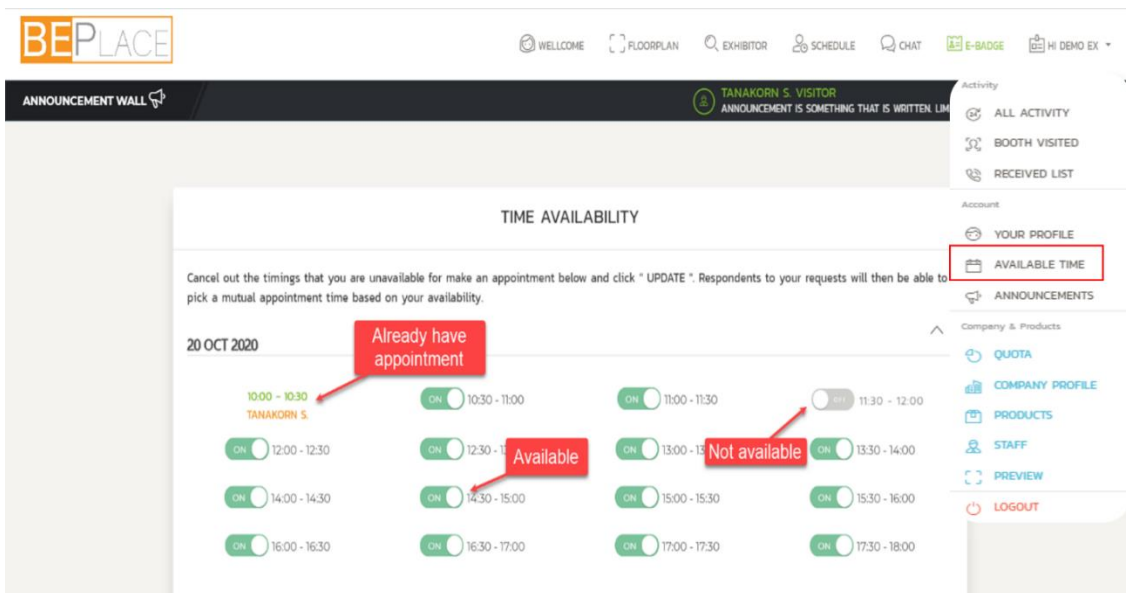 BEPLACE
WELLCOME FLOORPLAN EXHIBITOR SCHEDULE CHAT E-BADGE HI DEMO EX
ANNOUNCEMENT WALL
TANAKORN S. VISITOR
ANNOUNCEMENT IS SOMETHING THAT IS WRITTEN. LIM
Activity
ALL ACTIVITY
BOOTH VISITED
RECEIVED LIST
Account
YOUR PROFILE
AVAILABLE TIME
ANNOUNCEMENTS
Company & Products
QUOTA
COMPANY PROFILE
PRODUCTS
STAFF
PREVIEW
LOGOUT
TIME AVAILABILITY
Cancel out the timings that you are unavailable for make an appointment below and click " UPDATE ". Respondents to your requests will then be able to
pick a mutual appointment time based on your availability.
20 OCT 2020
Already have
appointment
10:00 - 10:30
TANAKORN S.
ON 10:30 - 11:00
ON 11:00 - 11:30
OFF 11:30 - 12:00
Not available
ON 12:00 - 12:30
ON 12:30 - 1
Available
ON 13:00 - 13
ON 13:30 - 14:00
ON 14:00 - 14:30
ON 14:30 - 15:00
ON 15:00 - 15:30
ON 15:30 - 16:00
ON 16:00 - 16:30
ON 16:30 - 17:00
ON 17:00 - 17:30
ON 17:30 - 18:00